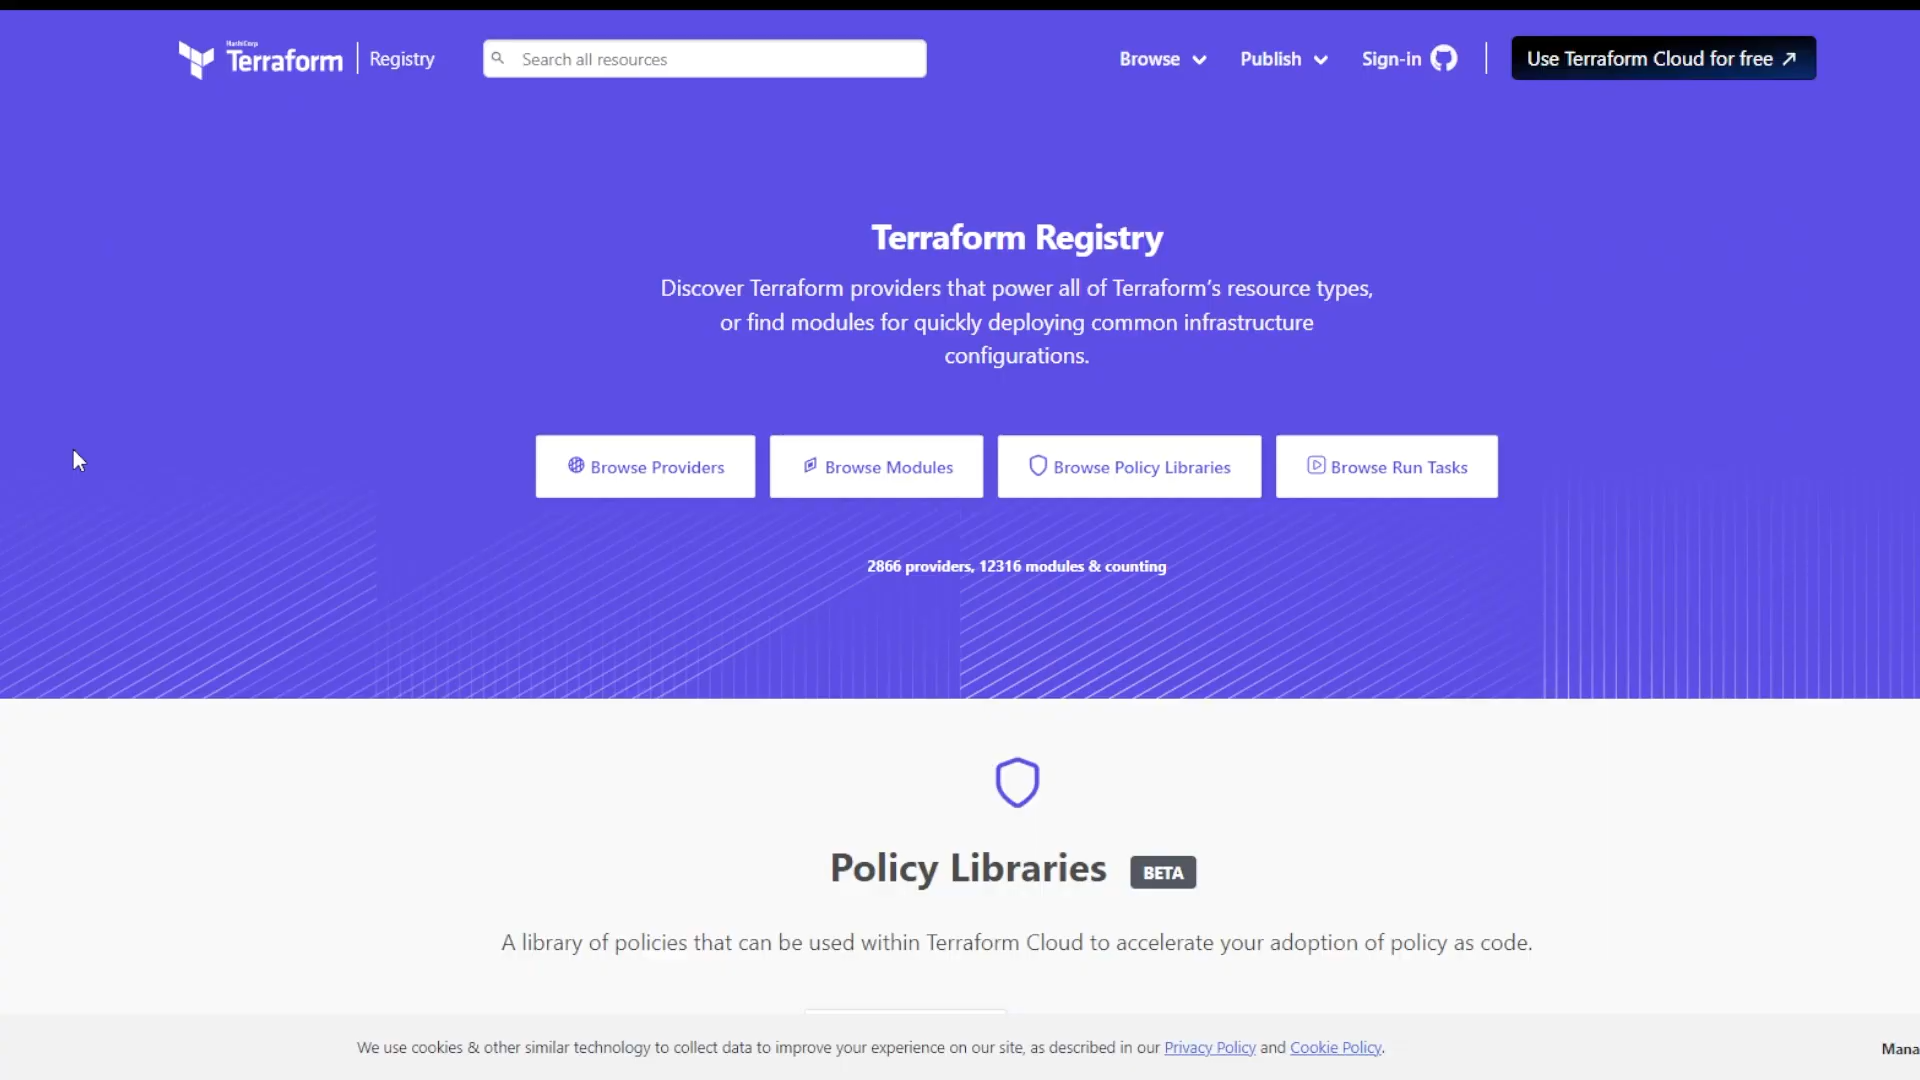 HashiCorp
Terraform
Registry
Search all resources
Browse
Publish
Sign-in
Use Terraform Cloud for free
Terraform Registry
Discover Terraform providers that power all of Terraform's resource types,
or find modules for quickly deploying common infrastructure
configurations.
Browse Providers
Browse Modules
Browse Policy Libraries
Browse Run Tasks
2866 providers, 12316 modules & counting
Policy Libraries BETA
A library of policies that can be used within Terraform Cloud to accelerate your adoption of policy as code.
We use cookies & other similar technology to collect data to improve your experience on our site, as described in our Privacy Policy and Cookie Policy.
Mana